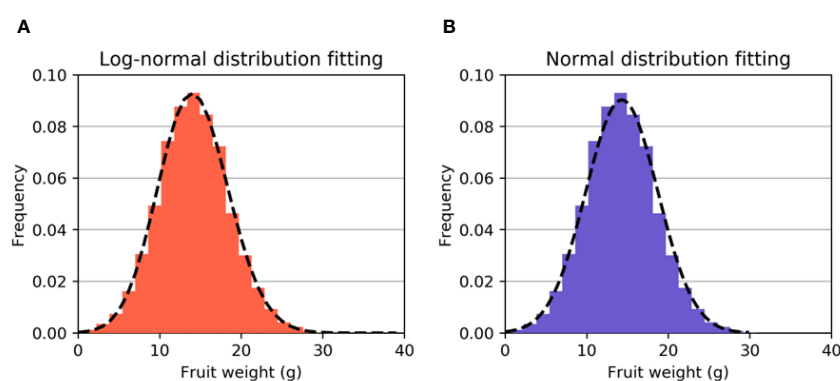 A
Log-normal distribution fitting
0.10
0.08
0.06
0.04
0.02
0.00
Frequency
0 10 20 30 40
Fruit weight (g)
B
Normal distribution fitting
0.10
0.08
0.06
0.04
0.02
0.00
Frequency
0 10 20 30 40
Fruit weight (g)